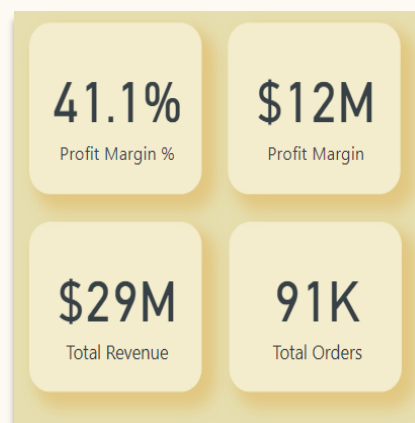 41.1%
Profit Margin %
$12M
Profit Margin
$29M
Total Revenue
91K
Total Orders